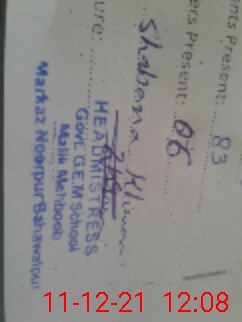 nts Present: 83
ers Present: 06
ure: Shabana Khanum
HEADMISTRESS
Govt G.E.M School
Malik Mehboob
Markaz Noorpur Bahawalpur
11-12-21 12:08